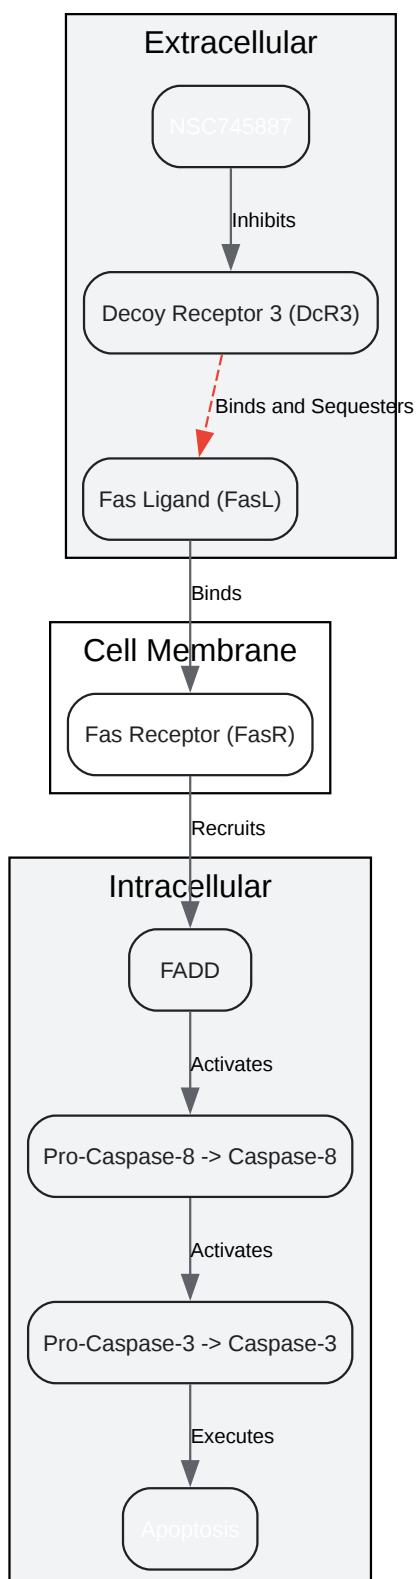 Extracellular
NSC745887
Inhibits
Decoy Receptor 3 (DcR3)
Binds and Sequesters
Fas Ligand (FasL)
Binds
Cell Membrane
Fas Receptor (FasR)
Recruits
Intracellular
FADD
Activates
Pro-Caspase-8 -> Caspase-8
Activates
Pro-Caspase-3 -> Caspase-3
Executes
Apoptosis